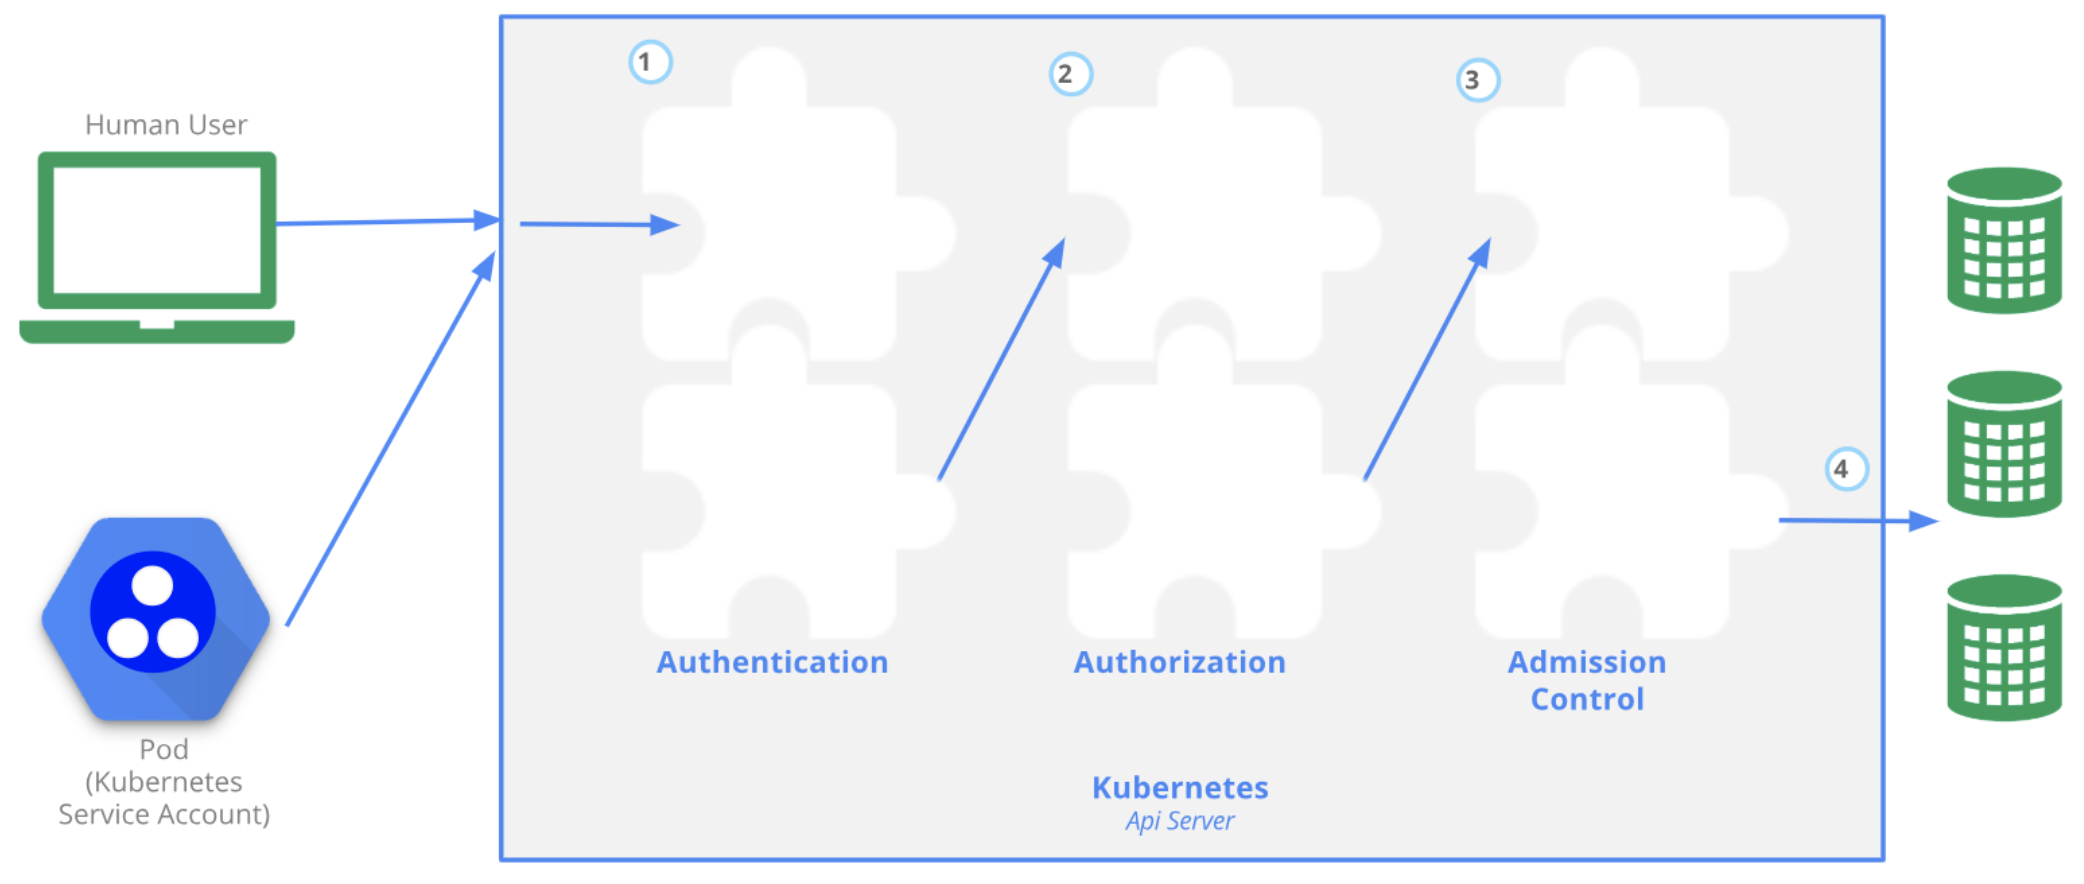 Human User
Pod
(Kubernetes
Service Account)
1
2
3
4
Authentication
Authorization
Admission
Control
Kubernetes
Api Server